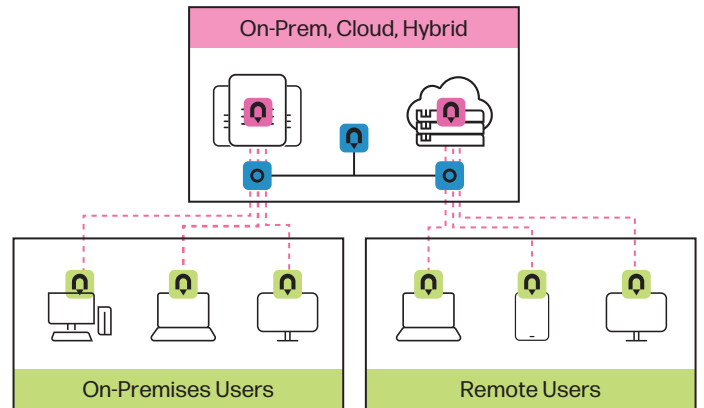 On-Prem, Cloud, Hybrid
On-Premises Users
Remote Users